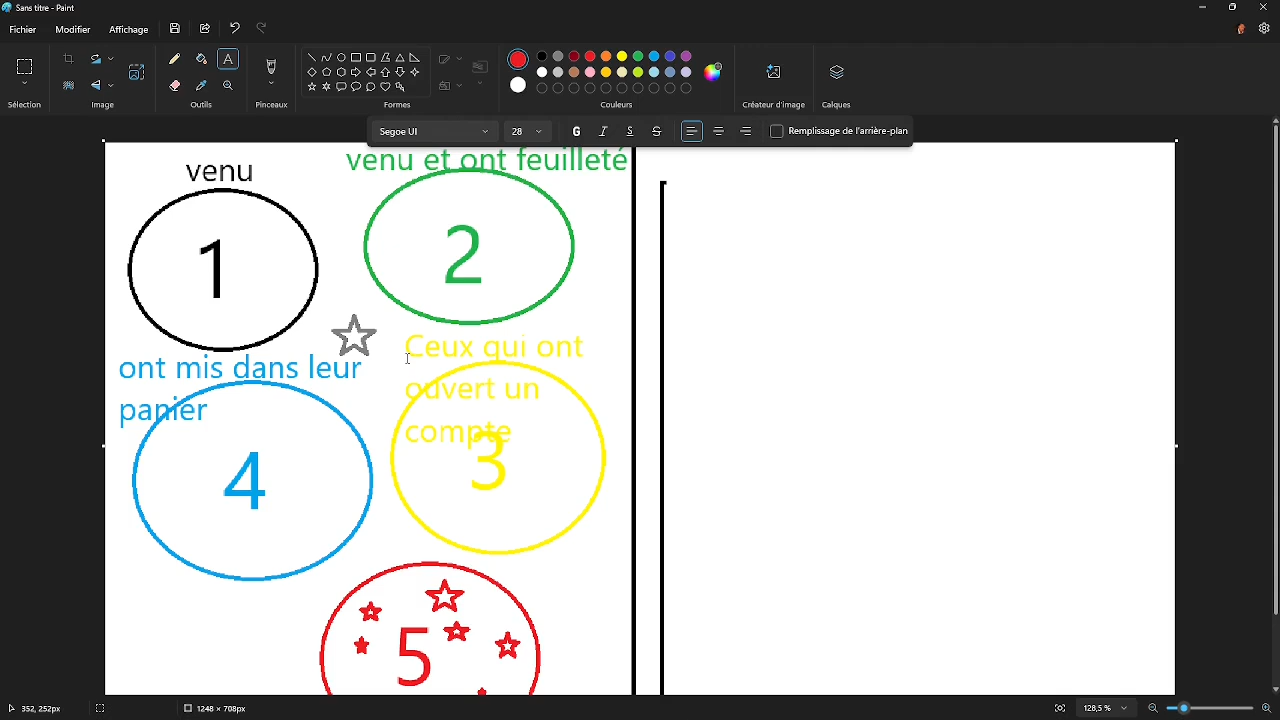 Sans titre - Paint
Fichier Modifier Affichage
Sélection
Image
Outils
Pinceaux
Formes
Couleurs
Créateur d'image
Calques
Segoe UI
28
G I S S
Remplissage de l'arrière-plan
venu
venu et ont feuilleté
1
2
Ceux qui ont
ouvert un
compte
3
ont mis dans leur
panier
4
5
352, 252px
1248 × 708px
128,5 %